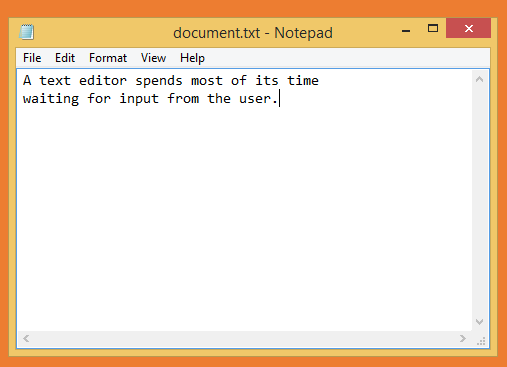 document.txt - Notepad
File Edit Format View Help
A text editor spends most of its time
waiting for input from the user.